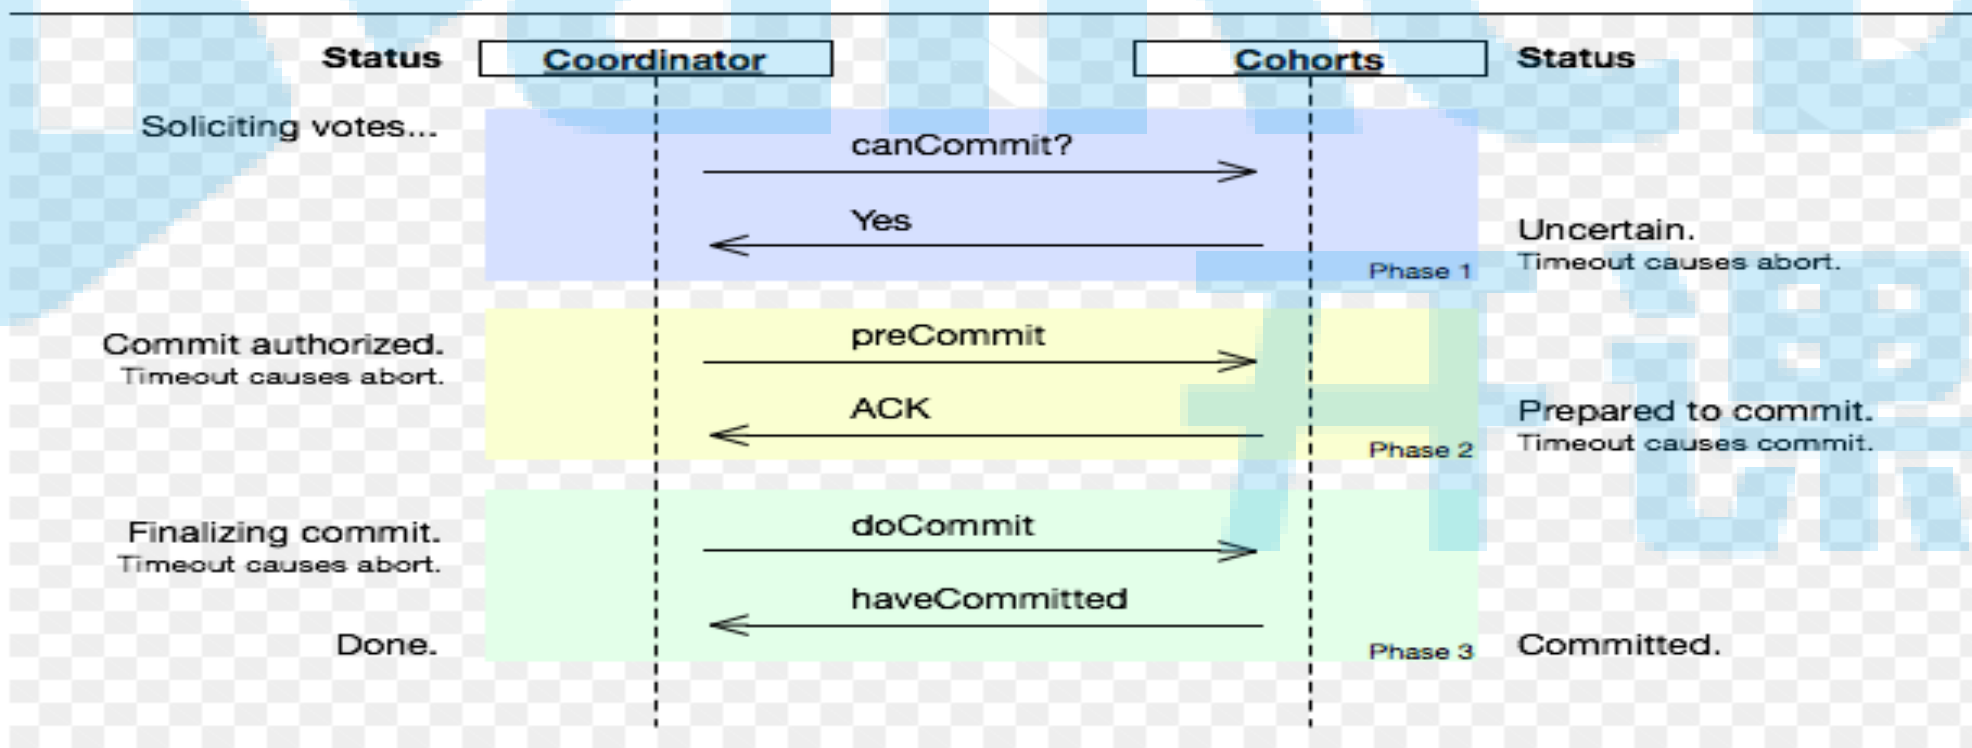 Status Coordinator Cohorts Status
Soliciting votes...
canCommit?
Yes
Uncertain.
Timeout causes abort.
Phase 1
Commit authorized.
Timeout causes abort.
preCommit
ACK
Prepared to commit.
Timeout causes commit.
Phase 2
Finalizing commit.
Timeout causes abort.
doCommit
haveCommitted
Done.
Phase 3
Committed.